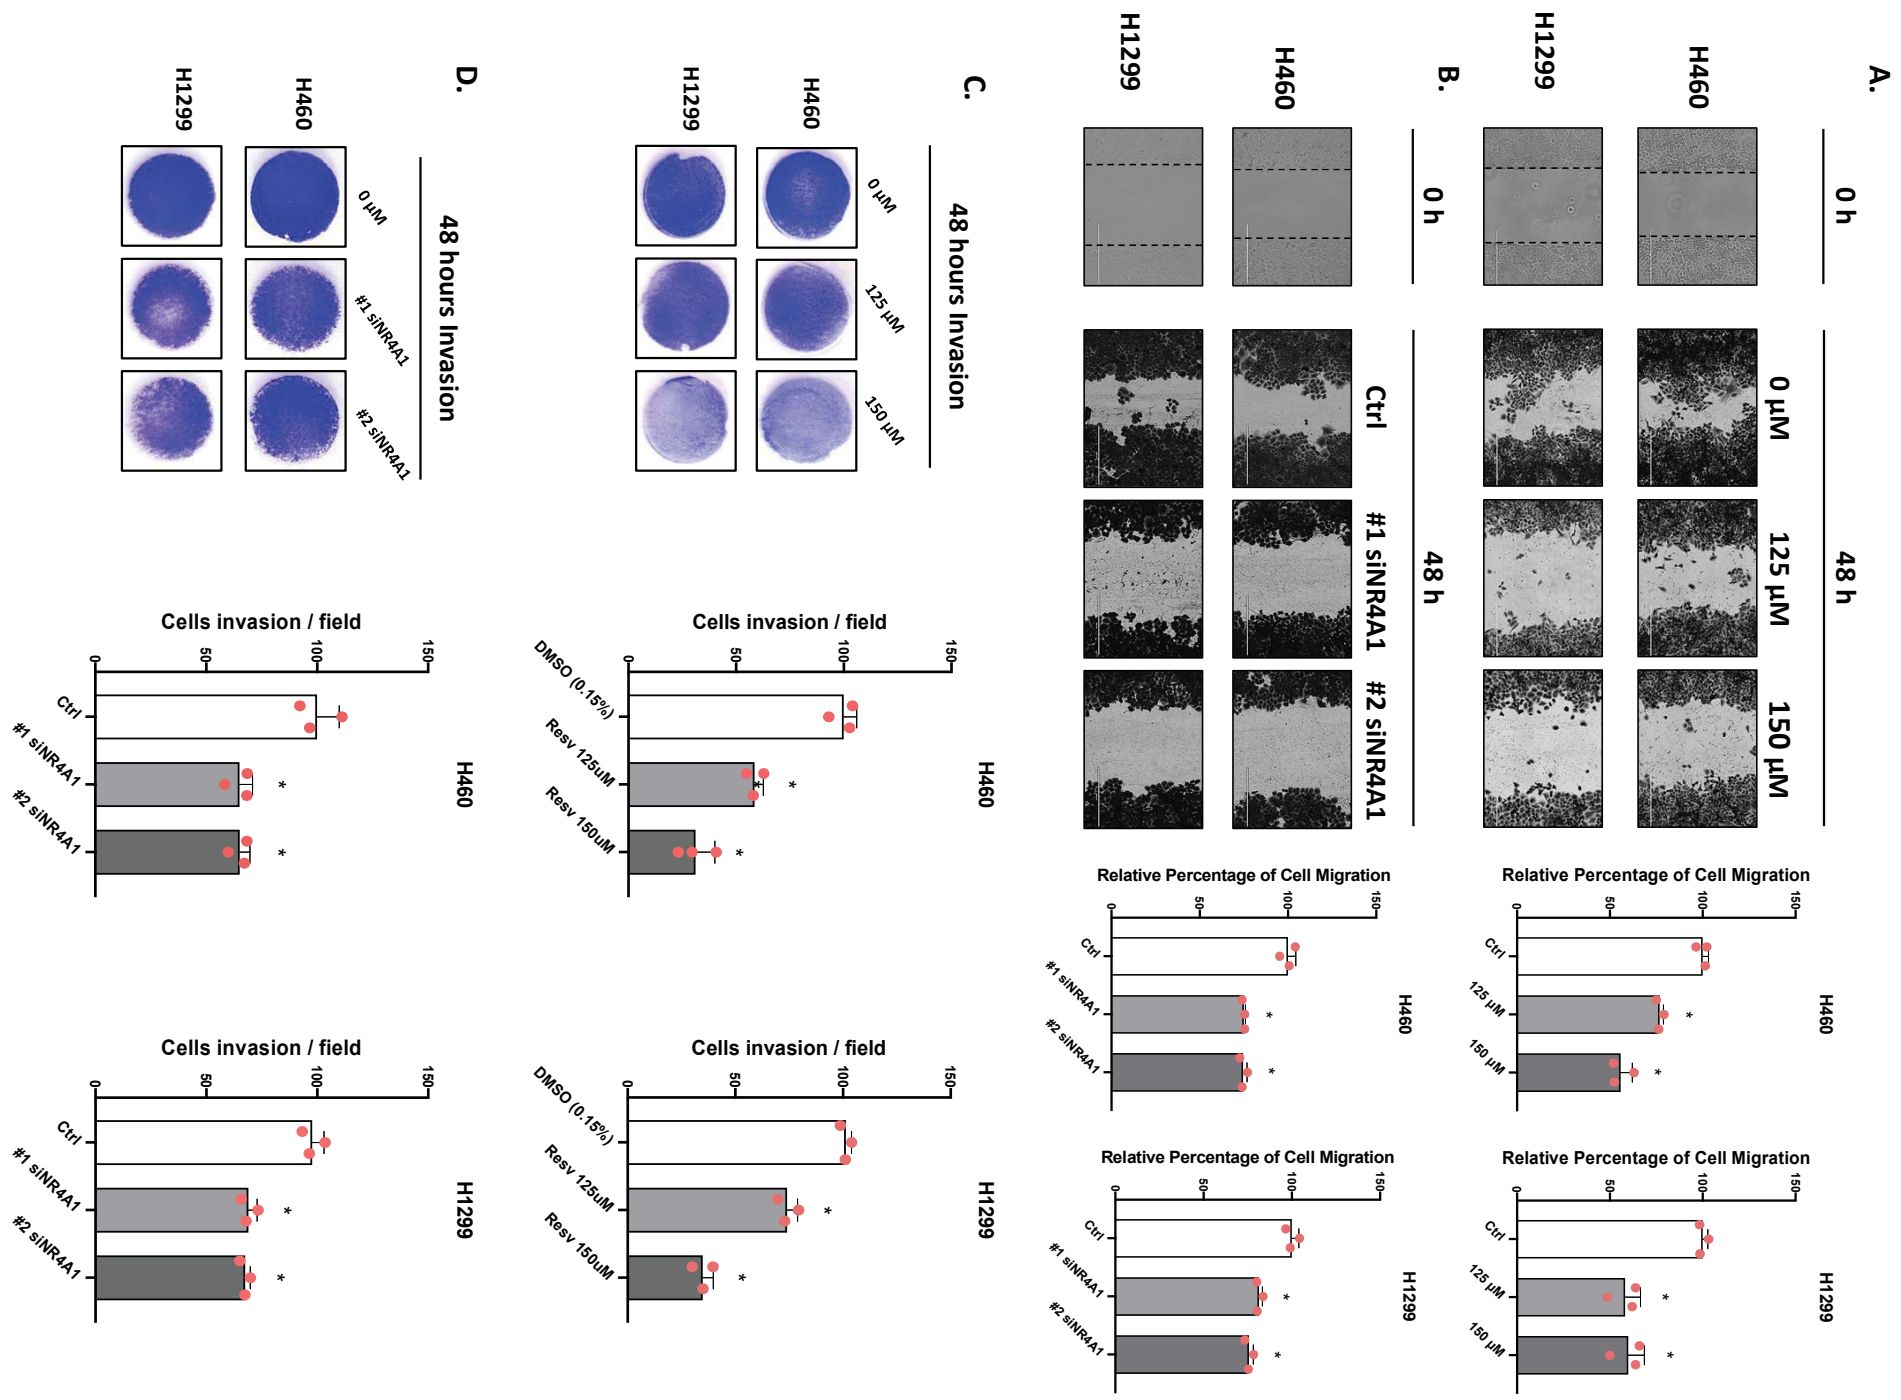 A.
0 h
48 h
0 µM
125 µM
150 µM
H460
H1299
Relative Percentage of Cell Migration
0
50
100
150
H460
Ctrl
125 µM
*
150 µM
*
Relative Percentage of Cell Migration
0
50
100
150
H1299
Ctrl
125 µM
*
150 µM
*
B.
0 h
48 h
Ctrl
#1 siNR4A1
#2 siNR4A1
H460
H1299
Relative Percentage of Cell Migration
0
50
100
150
H460
Ctrl
#1 siNR4A1
*
#2 siNR4A1
*
Relative Percentage of Cell Migration
0
50
100
150
H1299
Ctrl
#1 siNR4A1
*
#2 siNR4A1
*
C.
48 hours Invasion
0 µM
125 µM
150 µM
H460
H1299
Cells invasion / field
0
50
100
150
H460
DMSO (0.15%)
Resv 125uM
*
*
Resv 150uM
*
Cells invasion / field
0
50
100
150
H1299
DMSO (0.15%)
Resv 125uM
*
Resv 150uM
*
D.
48 hours Invasion
0 µM
#1 siNR4A1
#2 siNR4A1
H460
H1299
Cells invasion / field
0
50
100
150
H460
Ctrl
#1 siNR4A1
*
#2 siNR4A1
*
Cells invasion / field
0
50
100
150
H1299
Ctrl
#1 siNR4A1
*
#2 siNR4A1
*